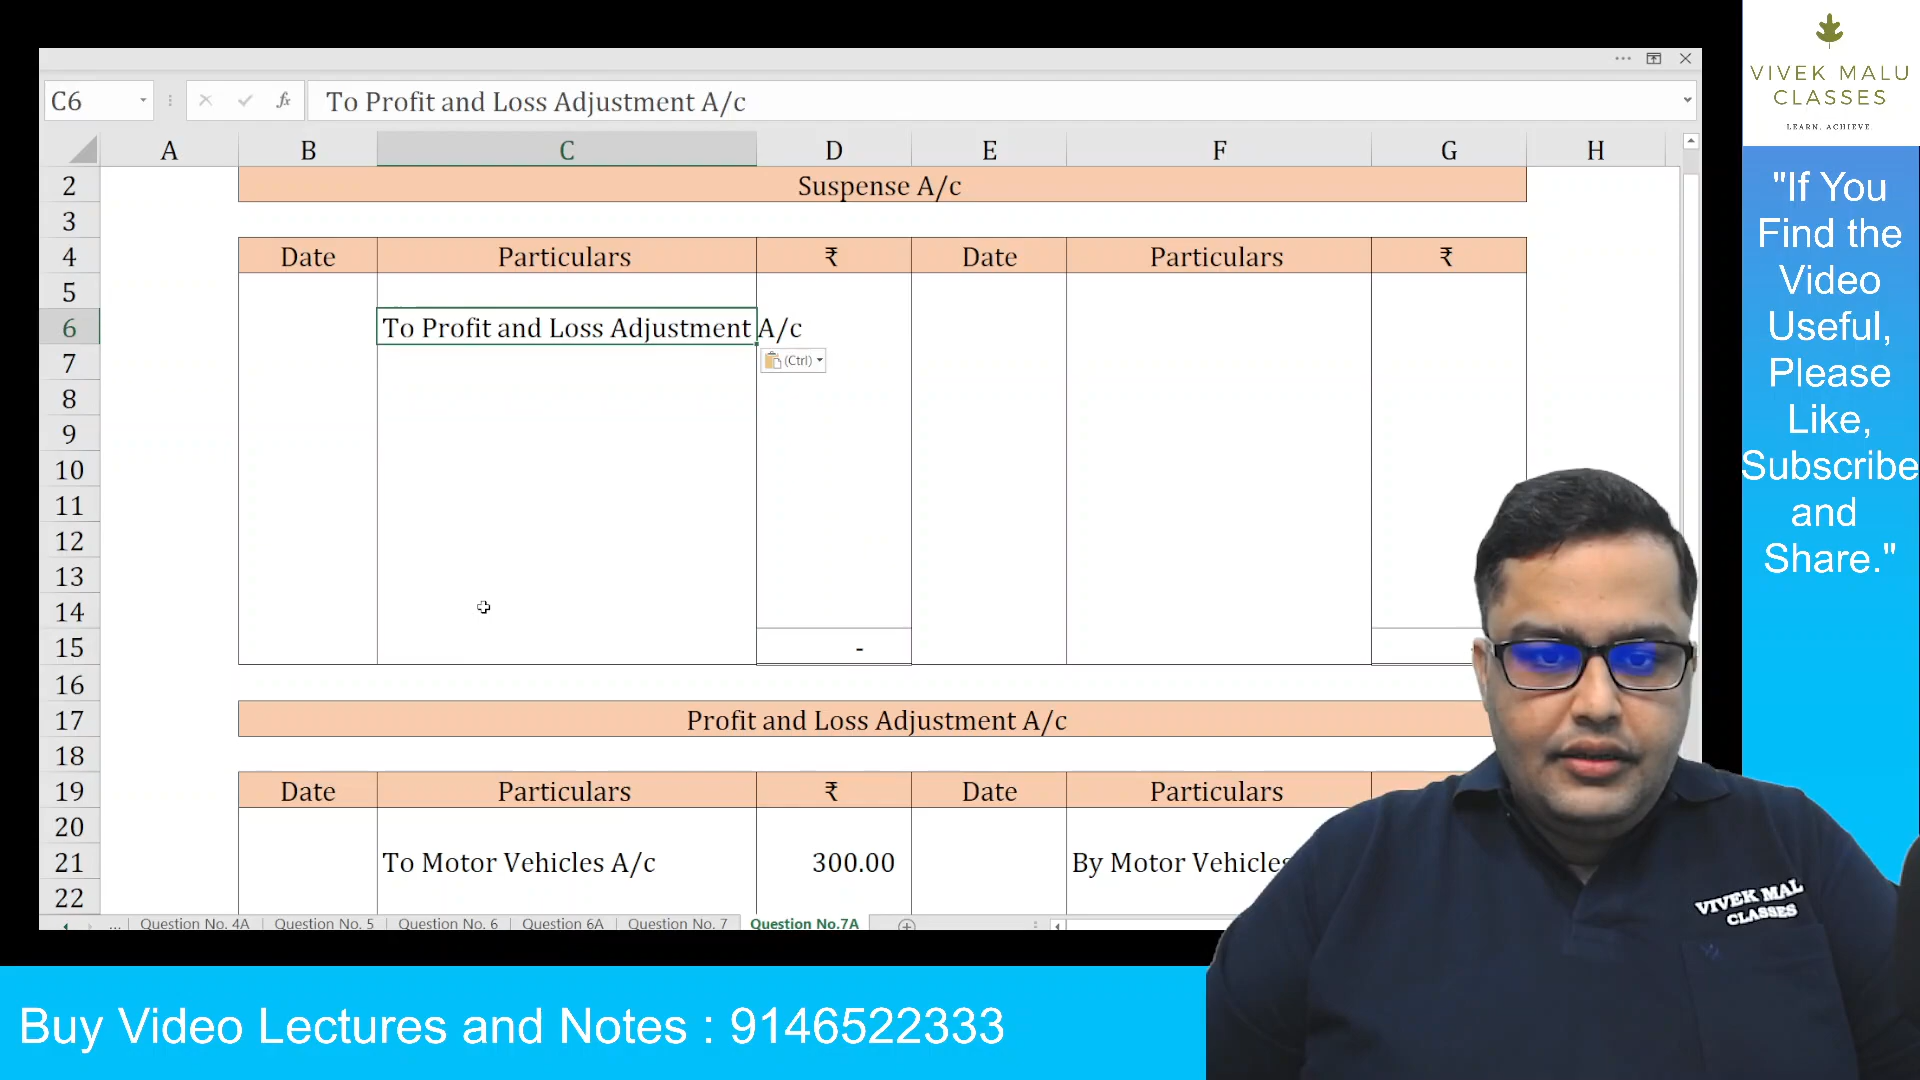 C6
fx
To Profit and Loss Adjustment A/c
A B C D E F G H
2 Suspense A/c
3
4 Date Particulars ₹ Date Particulars ₹
5
6 To Profit and Loss Adjustment A/c
7 (Ctrl)
8
9
10
11
12
13
14
15 -
16
17 Profit and Loss Adjustment A/c
18
19 Date Particulars ₹ Date Particulars
20
21 To Motor Vehicles A/c 300.00 By Motor Vehicles
22
... Question No. 4A Question No. 5 Question No. 6 Question 6A Question No. 7 Question No.7A
VIVEK MALU
CLASSES
LEARN. ACHIEVE.
"If You
Find the
Video
Useful,
Please
Like,
Subscribe
and
Share."
VIVEK MAL
CLASSES
Buy Video Lectures and Notes : 9146522333